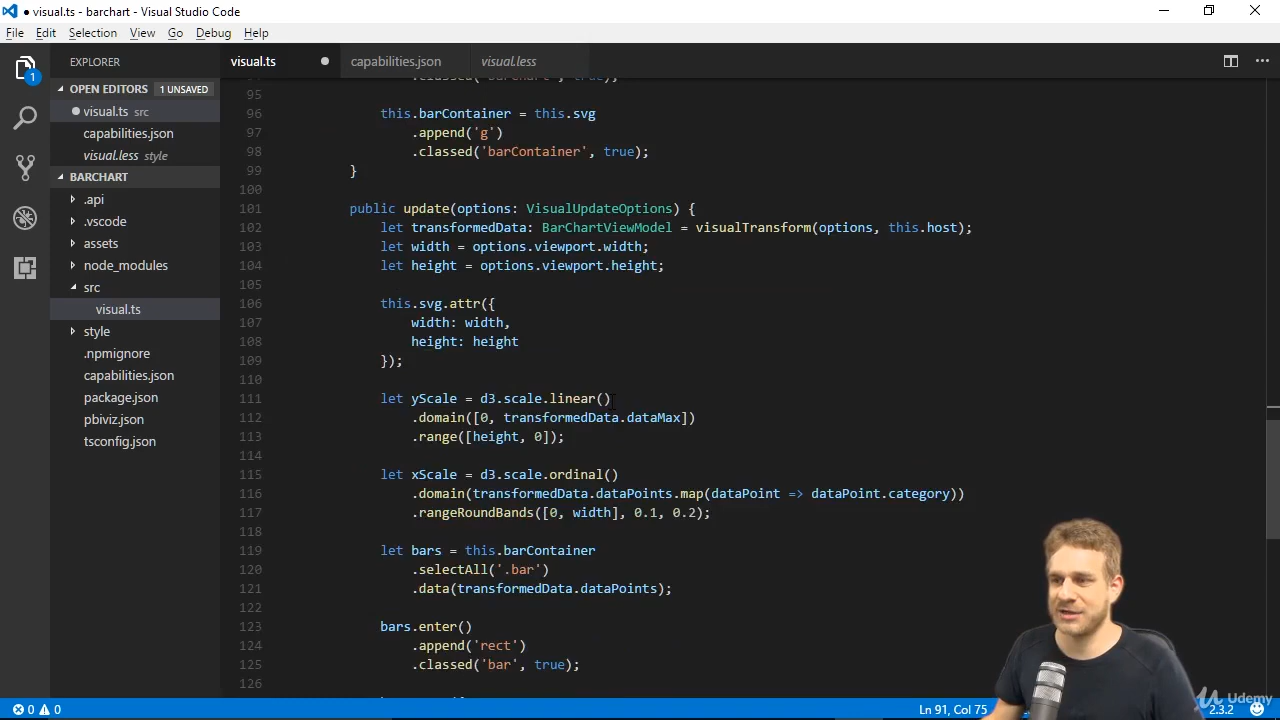 ● visual.ts - barchart - Visual Studio Code
File Edit Selection View Go Debug Help
EXPLORER
visual.ts
capabilities.json
visual.less
OPEN EDITORS 1 UNSAVED
visual.ts src
capabilities.json
visual.less style
BARCHART
.api
.vscode
assets
node_modules
src
visual.ts
style
.npmignore
capabilities.json
package.json
pbiviz.json
tsconfig.json
1
95
96 this.barContainer = this.svg
97 .append('g')
98 .classed('barContainer', true);
99 }
100
101 public update(options: VisualUpdateOptions) {
102 let transformedData: BarChartViewModel = visualTransform(options, this.host);
103 let width = options.viewport.width;
104 let height = options.viewport.height;
105
106 this.svg.attr({
107 width: width,
108 height: height
109 });
110
111 let yScale = d3.scale.linear()
112 .domain([0, transformedData.dataMax])
113 .range([height, 0]);
114
115 let xScale = d3.scale.ordinal()
116 .domain(transformedData.dataPoints.map(dataPoint => dataPoint.category))
117 .rangeRoundBands([0, width], 0.1, 0.2);
118
119 let bars = this.barContainer
120 .selectAll('.bar')
121 .data(transformedData.dataPoints);
122
123 bars.enter()
124 .append('rect')
125 .classed('bar', true);
126
0 0
Ln 91, Col 75
2.3.2
Udemy